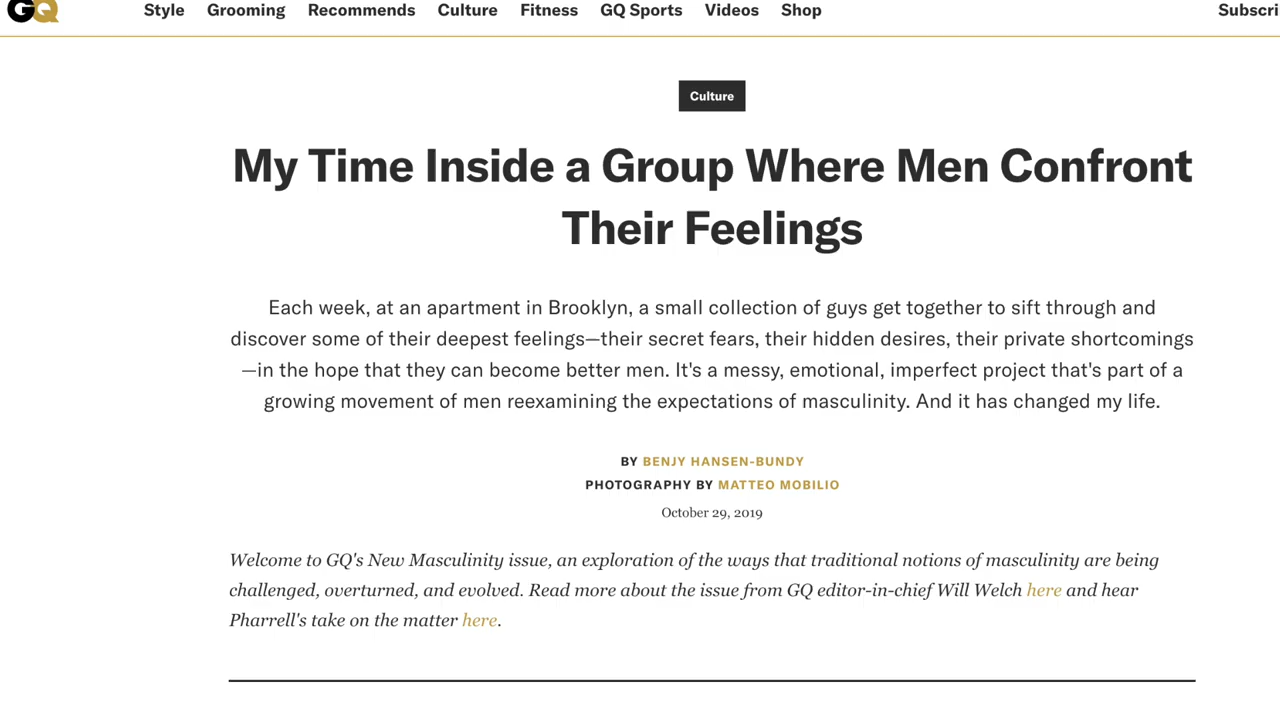 GQ Style Grooming Recommends Culture Fitness GQ Sports Videos Shop
Culture
My Time Inside a Group Where Men Confront
Their Feelings
Each week, at an apartment in Brooklyn, a small collection of guys get together to sift through and
discover some of their deepest feelings—their secret fears, their hidden desires, their private shortcomings
—in the hope that they can become better men. It's a messy, emotional, imperfect project that's part of a
growing movement of men reexamining the expectations of masculinity. And it has changed my life.
BY BENJY HANSEN-BUNDY
PHOTOGRAPHY BY MATTEO MOBILIO
October 29, 2019
Welcome to GQ's New Masculinity issue, an exploration of the ways that traditional notions of masculinity are being
challenged, overturned, and evolved. Read more about the issue from GQ editor-in-chief Will Welch here and hear
Pharrell's take on the matter here.